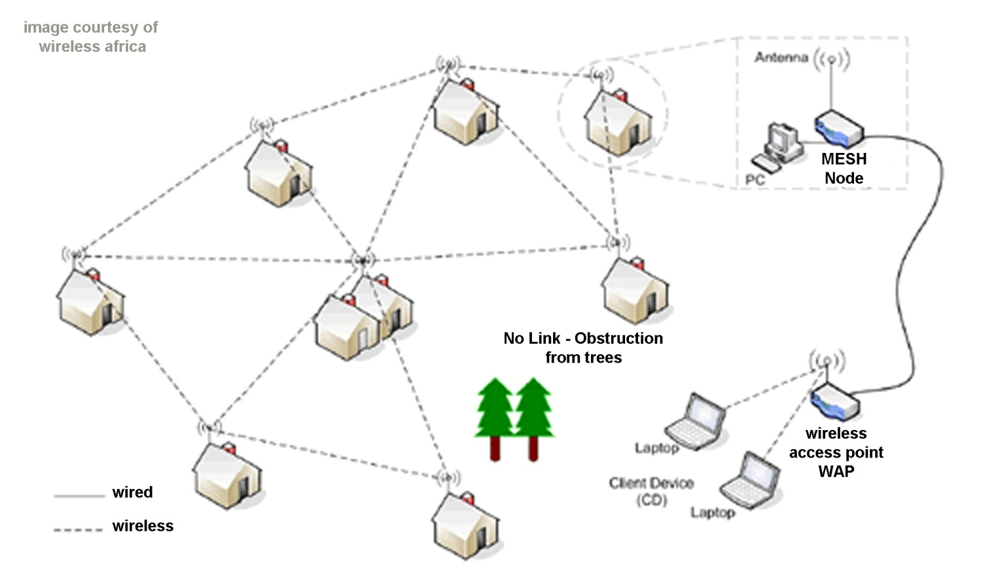 image courtesy of
wireless africa
Antenna
MESH
Node
PC
No Link - Obstruction
from trees
Laptop
wireless
access point
WAP
Client Device
(CD)
Laptop
wired
wireless